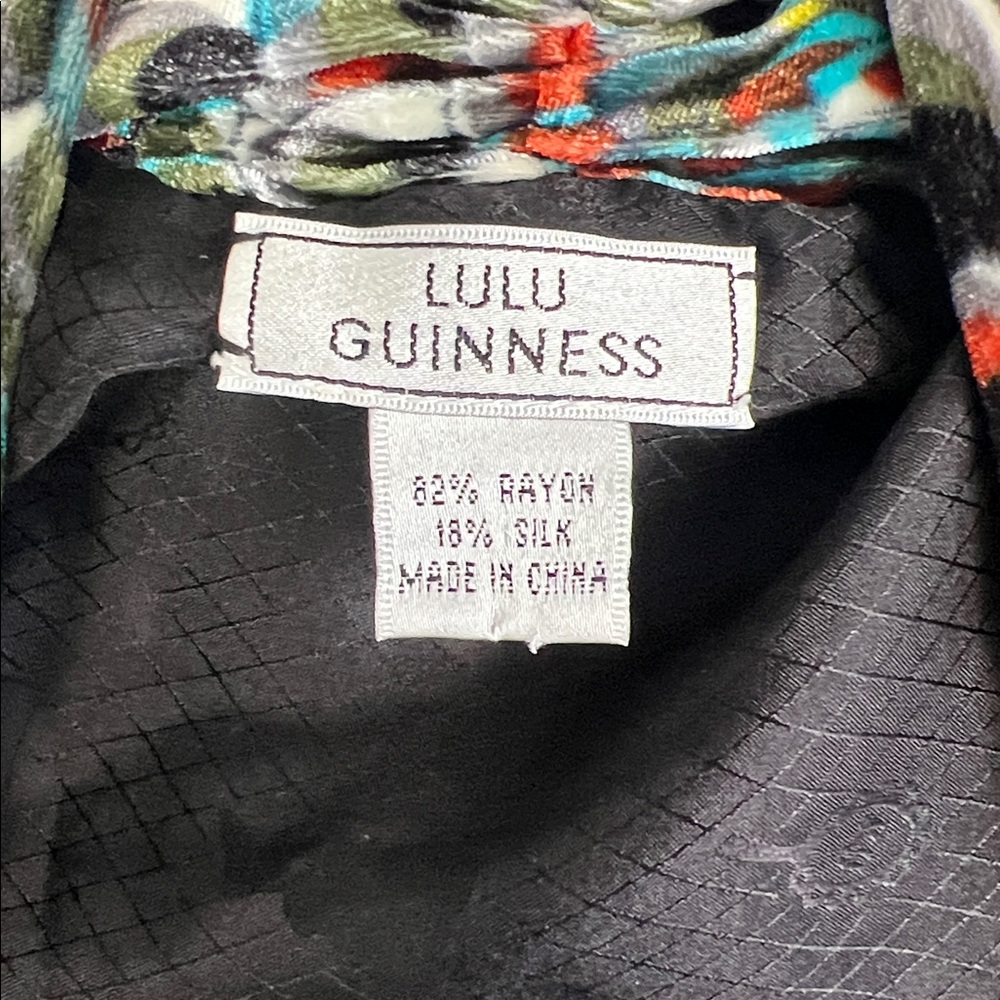 LULU
GUINNESS
82% RAYON
18% SILK
MADE IN CHINA